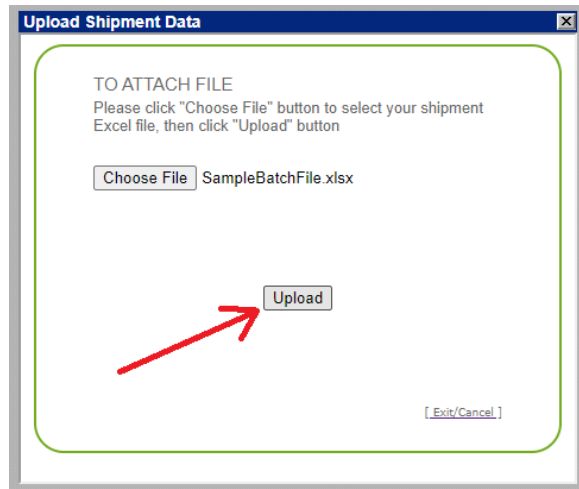 Upload Shipment Data
TO ATTACH FILE
Please click "Choose File" button to select your shipment
Excel file, then click "Upload" button
Choose File SampleBatchFile.xlsx
Upload
[ Exit/Cancel ]